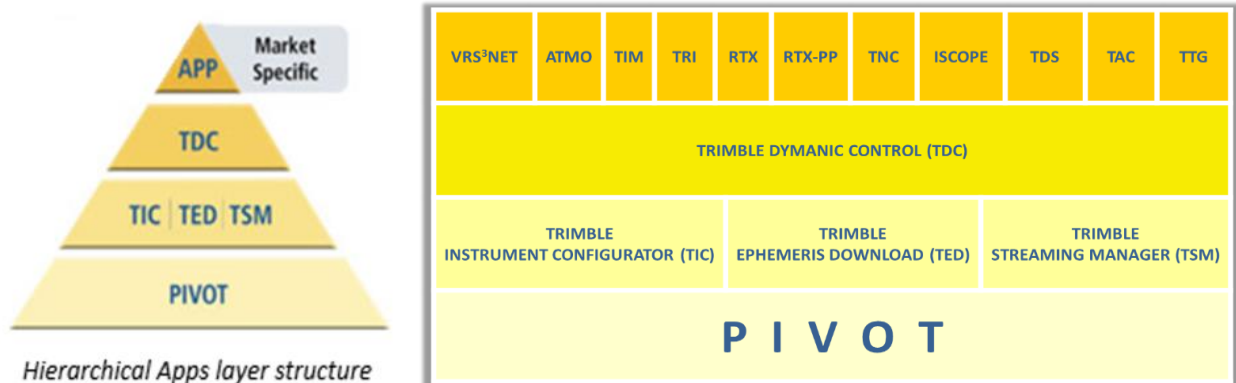 APP
Market
Specific
TDC
TIC | TED | TSM
PIVOT
Hierarchical Apps layer structure
VRS³NET ATMO TIM TRI RTX RTX-PP TNC ISCOPE TDS TAC TTG
TRIMBLE DYMANIC CONTROL (TDC)
TRIMBLE
INSTRUMENT CONFIGURATOR (TIC)
TRIMBLE
EPHEMERIS DOWNLOAD (TED)
TRIMBLE
STREAMING MANAGER (TSM)
P I V O T